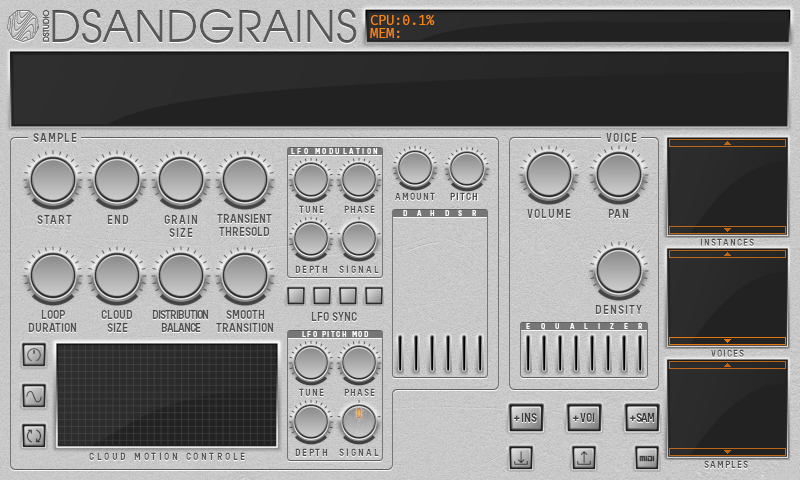 DSTUDIO
DSANDGRAINS
CPU:0.1%
MEM:
SAMPLE
START
END
GRAIN
SIZE
TRANSIENT
THRESOLD
LOOP
DURATION
CLOUD
SIZE
DISTRIBUTION
BALANCE
SMOOTH
TRANSITION
CLOUD MOTION CONTROLE
LFO MODULATION
TUNE
PHASE
DEPTH
SIGNAL
LFO SYNC
LFO PITCH MOD
TUNE
PHASE
DEPTH
SIGNAL
AMOUNT
PITCH
D A H D S R
VOICE
VOLUME
PAN
DENSITY
E Q U A L I Z E R
+INS
+VOI
+SAM
MIDI
INSTANCES
VOICES
SAMPLES